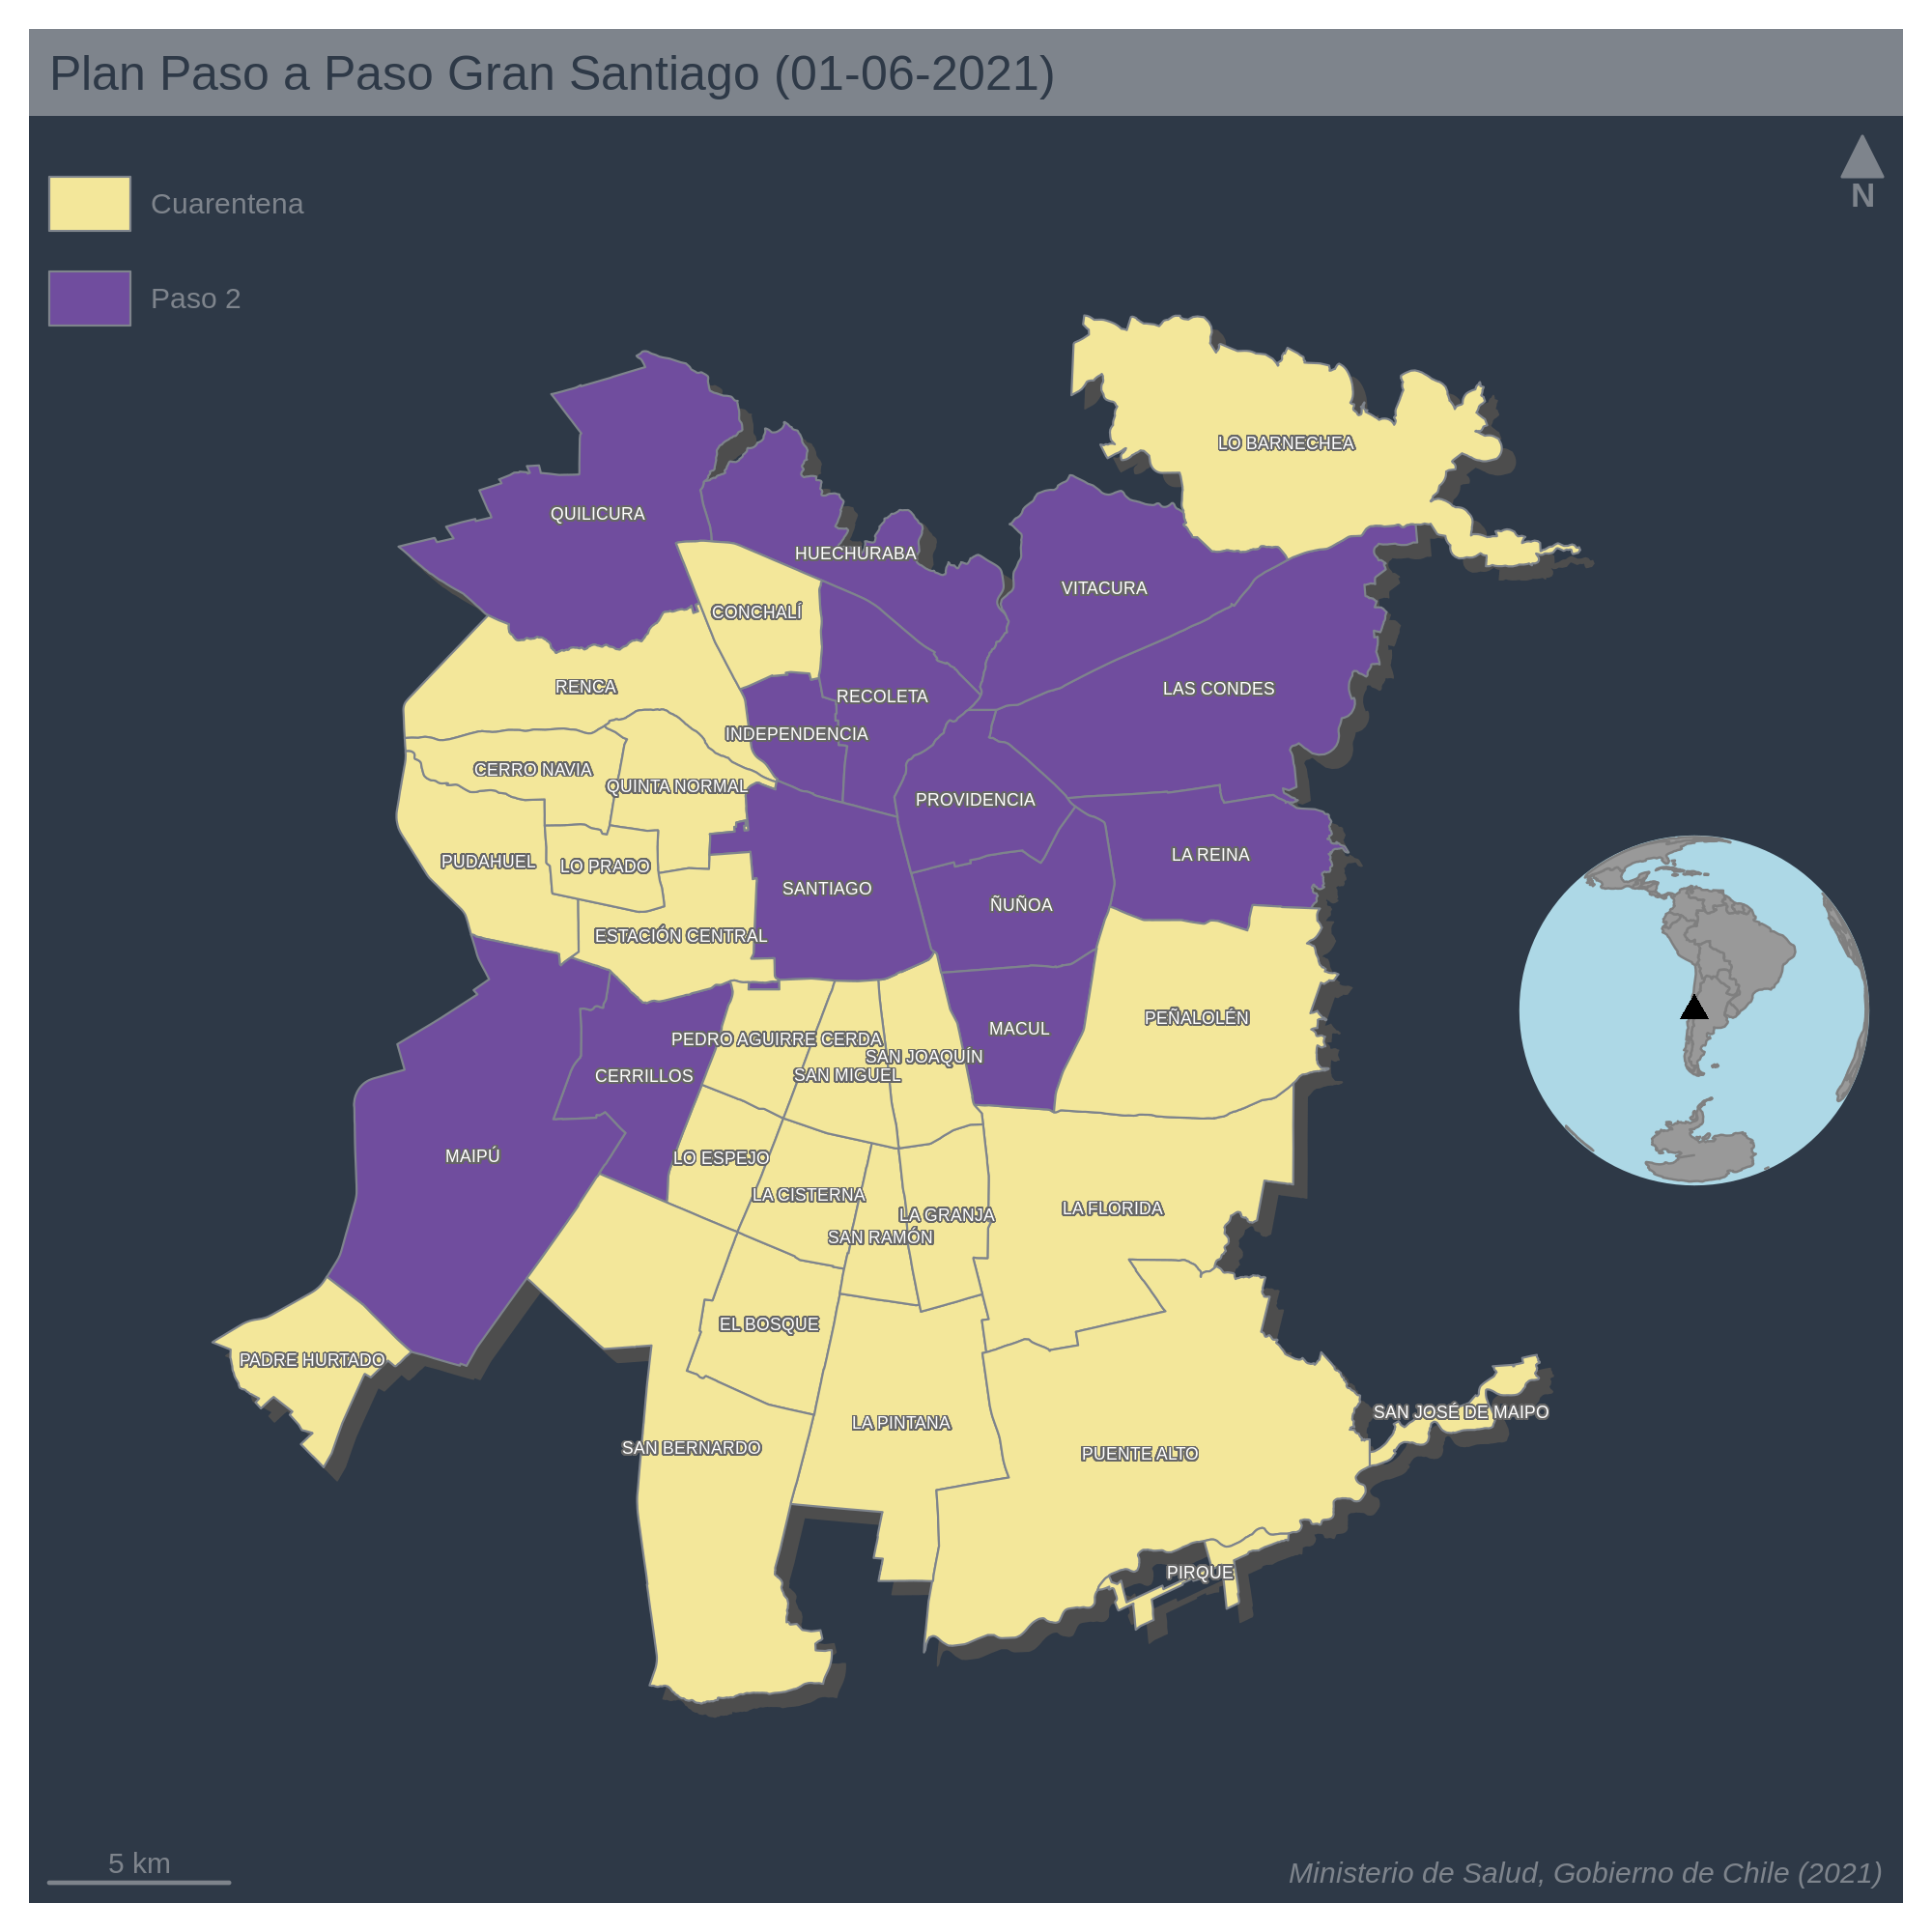 Plan Paso a Paso Gran Santiago (01-06-2021)
N
Cuarentena
Paso 2
LO BARNECHEA
QUILICURA
HUECHURABA
VITACURA
CONCHALÍ
RENCA
LAS CONDES
RECOLETA
INDEPENDENCIA
CERRO NAVIA
QUINTA NORMAL
PROVIDENCIA
LA REINA
PUDAHUEL
LO PRADO
SANTIAGO
ÑUÑOA
ESTACIÓN CENTRAL
PEÑALOLÉN
MACUL
PEDRO AGUIRRE CERDA
SAN JOAQUÍN
CERRILLOS
SAN MIGUEL
MAIPÚ
LO ESPEJO
LA CISTERNA
LA FLORIDA
LA GRANJA
SAN RAMÓN
EL BOSQUE
PADRE HURTADO
SAN JOSÉ DE MAIPO
LA PINTANA
SAN BERNARDO
PUENTE ALTO
PIRQUE
5 km
Ministerio de Salud, Gobierno de Chile (2021)